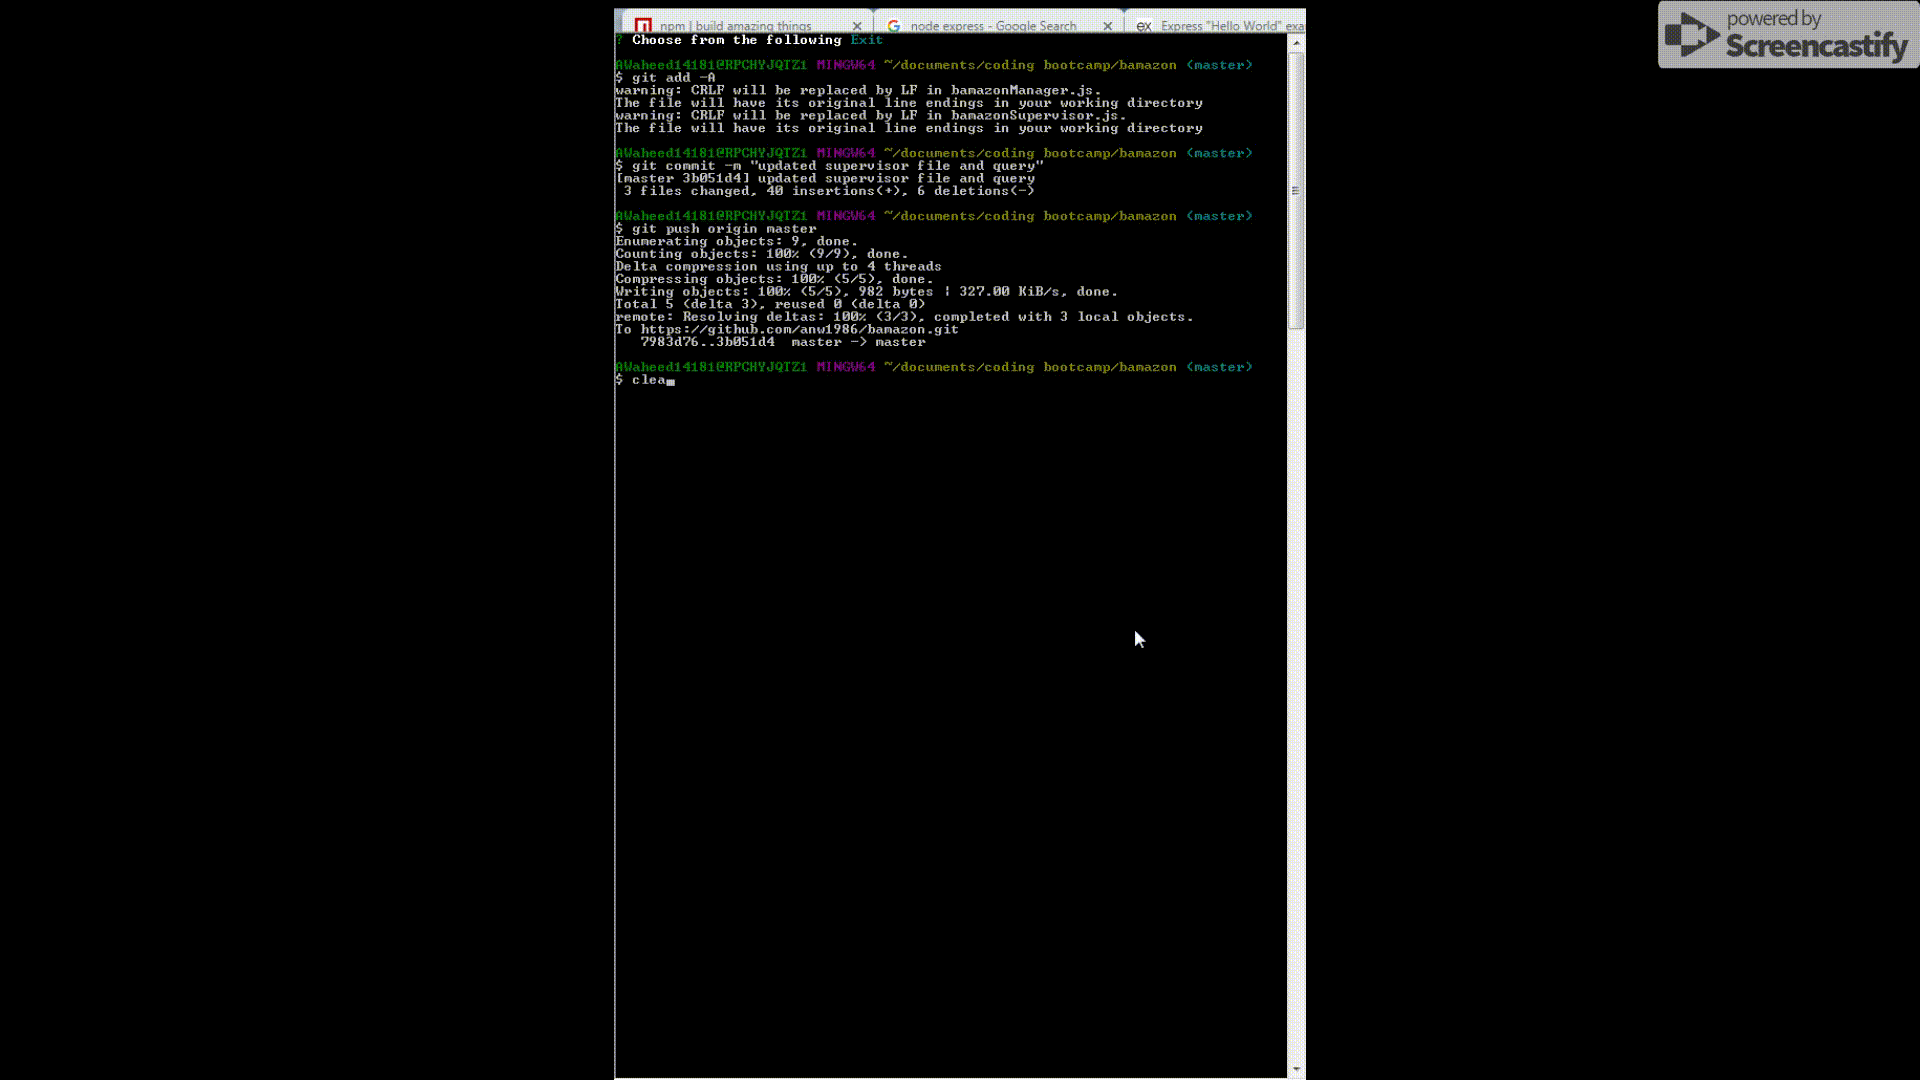 npm | build amazing things
node express - Google Search
Express "Hello World" exa
powered by
Screencastify
? Choose from the following Exit
AWaheed14181@RPCHYJQTZ1 MINGW64 ~/documents/coding bootcamp/bamazon (master)
$ git add -A
warning: CRLF will be replaced by LF in bamazonManager.js.
The file will have its original line endings in your working directory
warning: CRLF will be replaced by LF in bamazonSupervisor.js.
The file will have its original line endings in your working directory
AWaheed14181@RPCHYJQTZ1 MINGW64 ~/documents/coding bootcamp/bamazon (master)
$ git commit -m "updated supervisor file and query"
[master 3b051d4] updated supervisor file and query
3 files changed, 40 insertions(+), 6 deletions(-)
AWaheed14181@RPCHYJQTZ1 MINGW64 ~/documents/coding bootcamp/bamazon (master)
$ git push origin master
Enumerating objects: 9, done.
Counting objects: 100% (9/9), done.
Delta compression using up to 4 threads
Compressing objects: 100% (5/5), done.
Writing objects: 100% (5/5), 982 bytes | 327.00 KiB/s, done.
Total 5 (delta 3), reused 0 (delta 0)
remote: Resolving deltas: 100% (3/3), completed with 3 local objects.
To https://github.com/anw1986/bamazon.git
7983d76..3b051d4  master -> master
AWaheed14181@RPCHYJQTZ1 MINGW64 ~/documents/coding bootcamp/bamazon (master)
$ clea